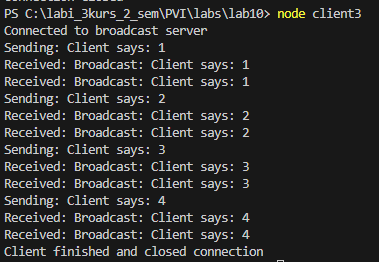 PS C:\labi_3kurs_2_sem\PVI\labs\lab10> node client3
Connected to broadcast server
Sending: Client says: 1
Received: Broadcast: Client says: 1
Received: Broadcast: Client says: 1
Sending: Client says: 2
Received: Broadcast: Client says: 2
Received: Broadcast: Client says: 2
Sending: Client says: 3
Received: Broadcast: Client says: 3
Received: Broadcast: Client says: 3
Sending: Client says: 4
Received: Broadcast: Client says: 4
Received: Broadcast: Client says: 4
Client finished and closed connection